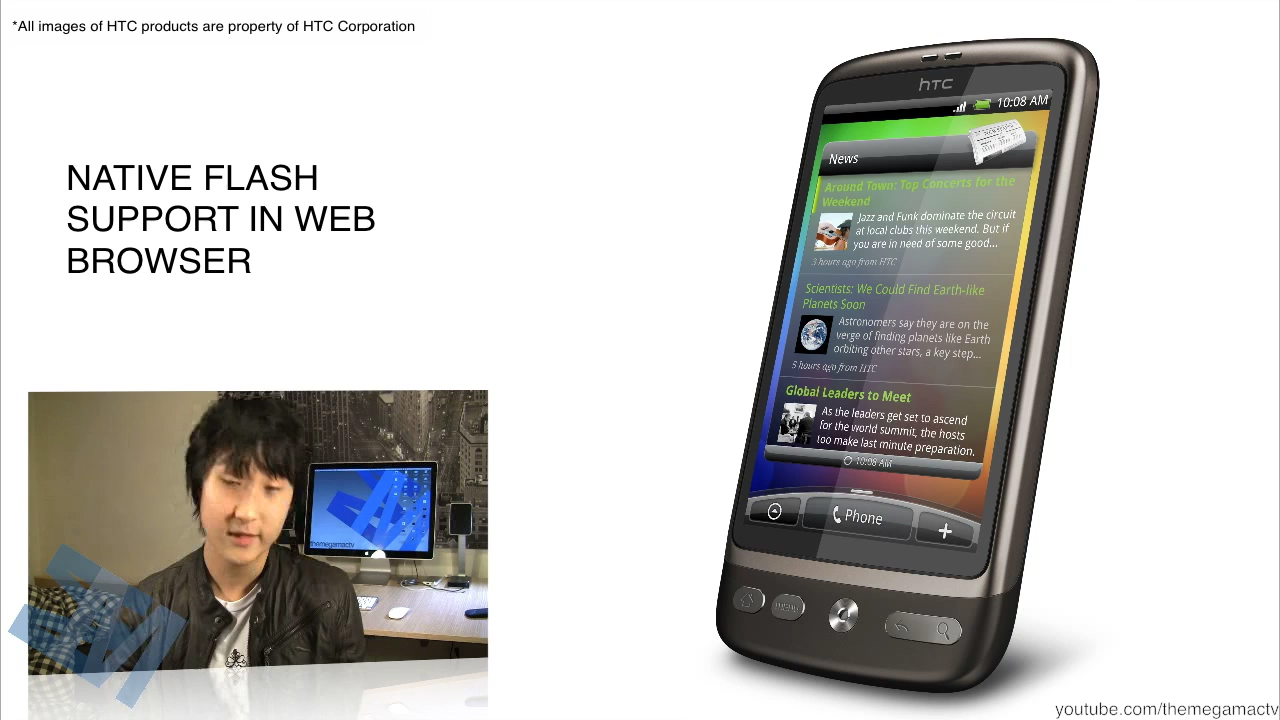 *All images of HTC products are property of HTC Corporation
NATIVE FLASH
SUPPORT IN WEB
BROWSER
hTC
10:08 AM
News
Around Town: Top Concerts for the
Weekend
Jazz and Funk dominate the circuit
at local clubs this weekend. But if
you are in need of some good...
3 hours ago from HTC
Scientists: We Could Find Earth-like
Planets Soon
Astronomers say they are on the
verge of finding planets like Earth
orbiting other stars, a key step...
5 hours ago from HTC
Global Leaders to Meet
As the leaders get set to ascend
for the world summit, the hosts
too make last minute preparation.
10:08 AM
Phone
menu
themegamactv
youtube.com/themegamactv